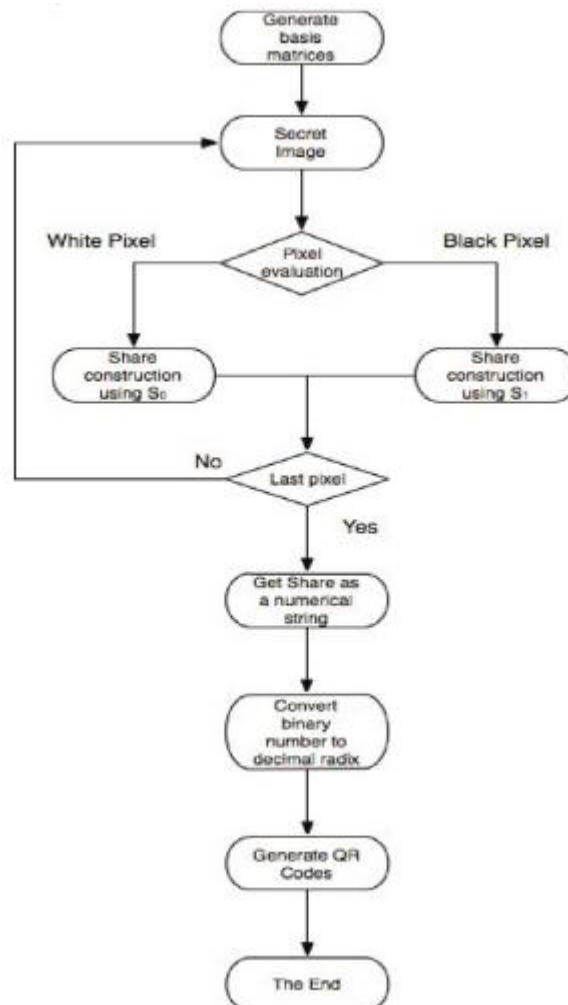 Generate
basis
matrices
Secret
Image
White Pixel
Pixel
evaluation
Black Pixel
Share
construction
using S₀
Share
construction
using S₁
No
Last pixel
Yes
Get Share as
a numerical
string
Convert
binary
number to
decimal radix
Generate QR
Codes
The End